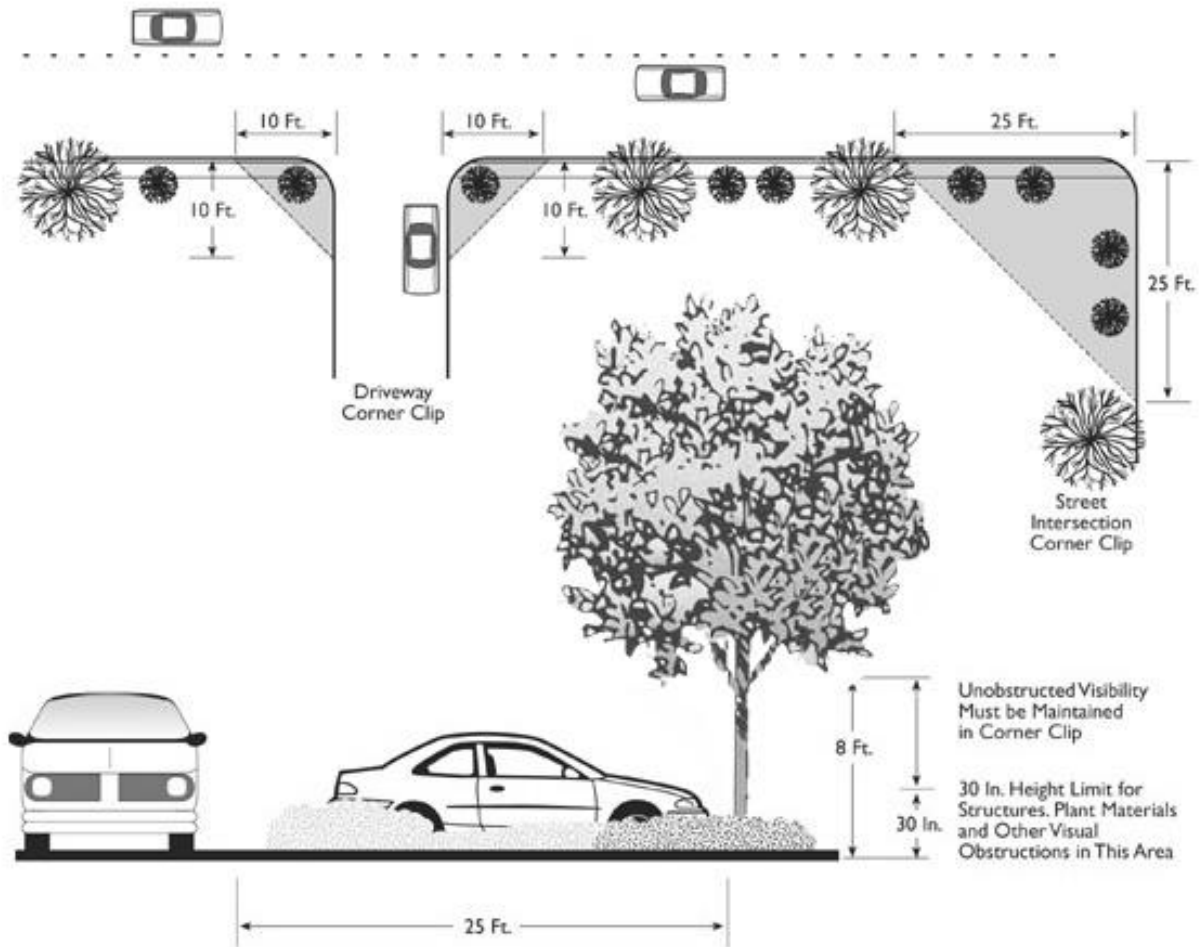 10 Ft.
10 Ft.
25 Ft.
10 Ft.
10 Ft.
25 Ft.
Driveway
Corner Clip
Street
Intersection
Corner Clip
Unobstructed Visibility
Must be Maintained
in Corner Clip
8 Ft.
30 In. Height Limit for
Structures. Plant Materials
and Other Visual
Obstructions in This Area
30 In.
25 Ft.